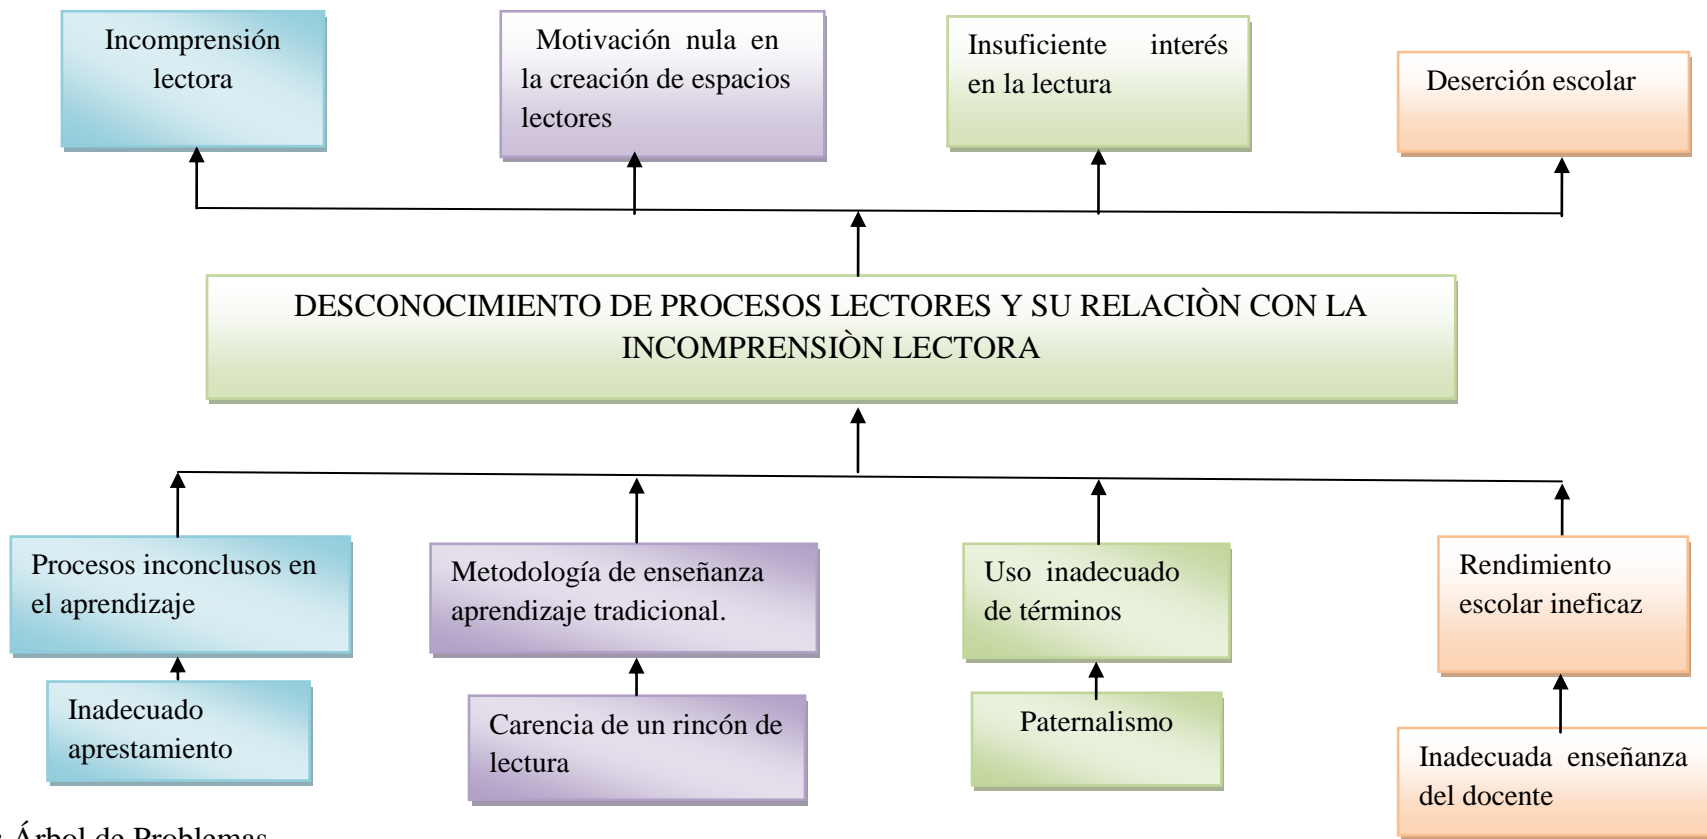 Incomprensión
lectora
Motivación nula en
la creación de espacios
lectores
Insuficiente interés
en la lectura
Deserción escolar
DESCONOCIMIENTO DE PROCESOS LECTORES Y SU RELACIÒN CON LA
INCOMPRENSIÒN LECTORA
Procesos inconclusos en
el aprendizaje
Metodología de enseñanza
aprendizaje tradicional.
Uso inadecuado
de términos
Rendimiento
escolar ineficaz
Inadecuado
aprestamiento
Carencia de un rincón de
lectura
Paternalismo
Inadecuada enseñanza
del docente
: Árbol de Problemas